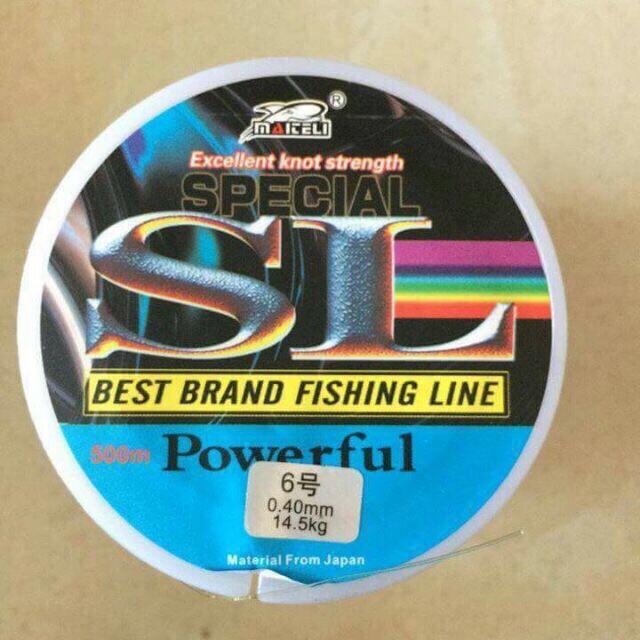 MAITELI ®
Excellent knot strength
SPECIAL
SL
BEST BRAND FISHING LINE
500m Powerful
6号
0.40mm
14.5kg
Material From Japan